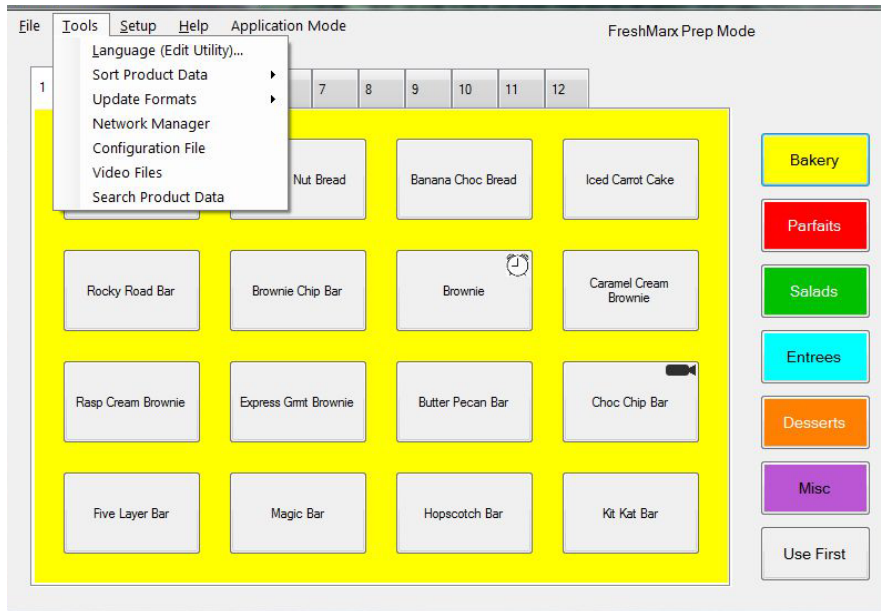 File Tools Setup Help Application Mode
FreshMarx Prep Mode
Language (Edit Utility)...
Sort Product Data
Update Formats
Network Manager
Configuration File
Video Files
Search Product Data
1 7 8 9 10 11 12
Nut Bread Banana Choc Bread Iced Carrot Cake
Rocky Road Bar Brownie Chip Bar Brownie Caramel Cream
Brownie
Rasp Cream Brownie Express Grmt Brownie Butter Pecan Bar Choc Chip Bar
Five Layer Bar Magic Bar Hopscotch Bar Kit Kat Bar
Bakery
Parfaits
Salads
Entrees
Desserts
Misc
Use First